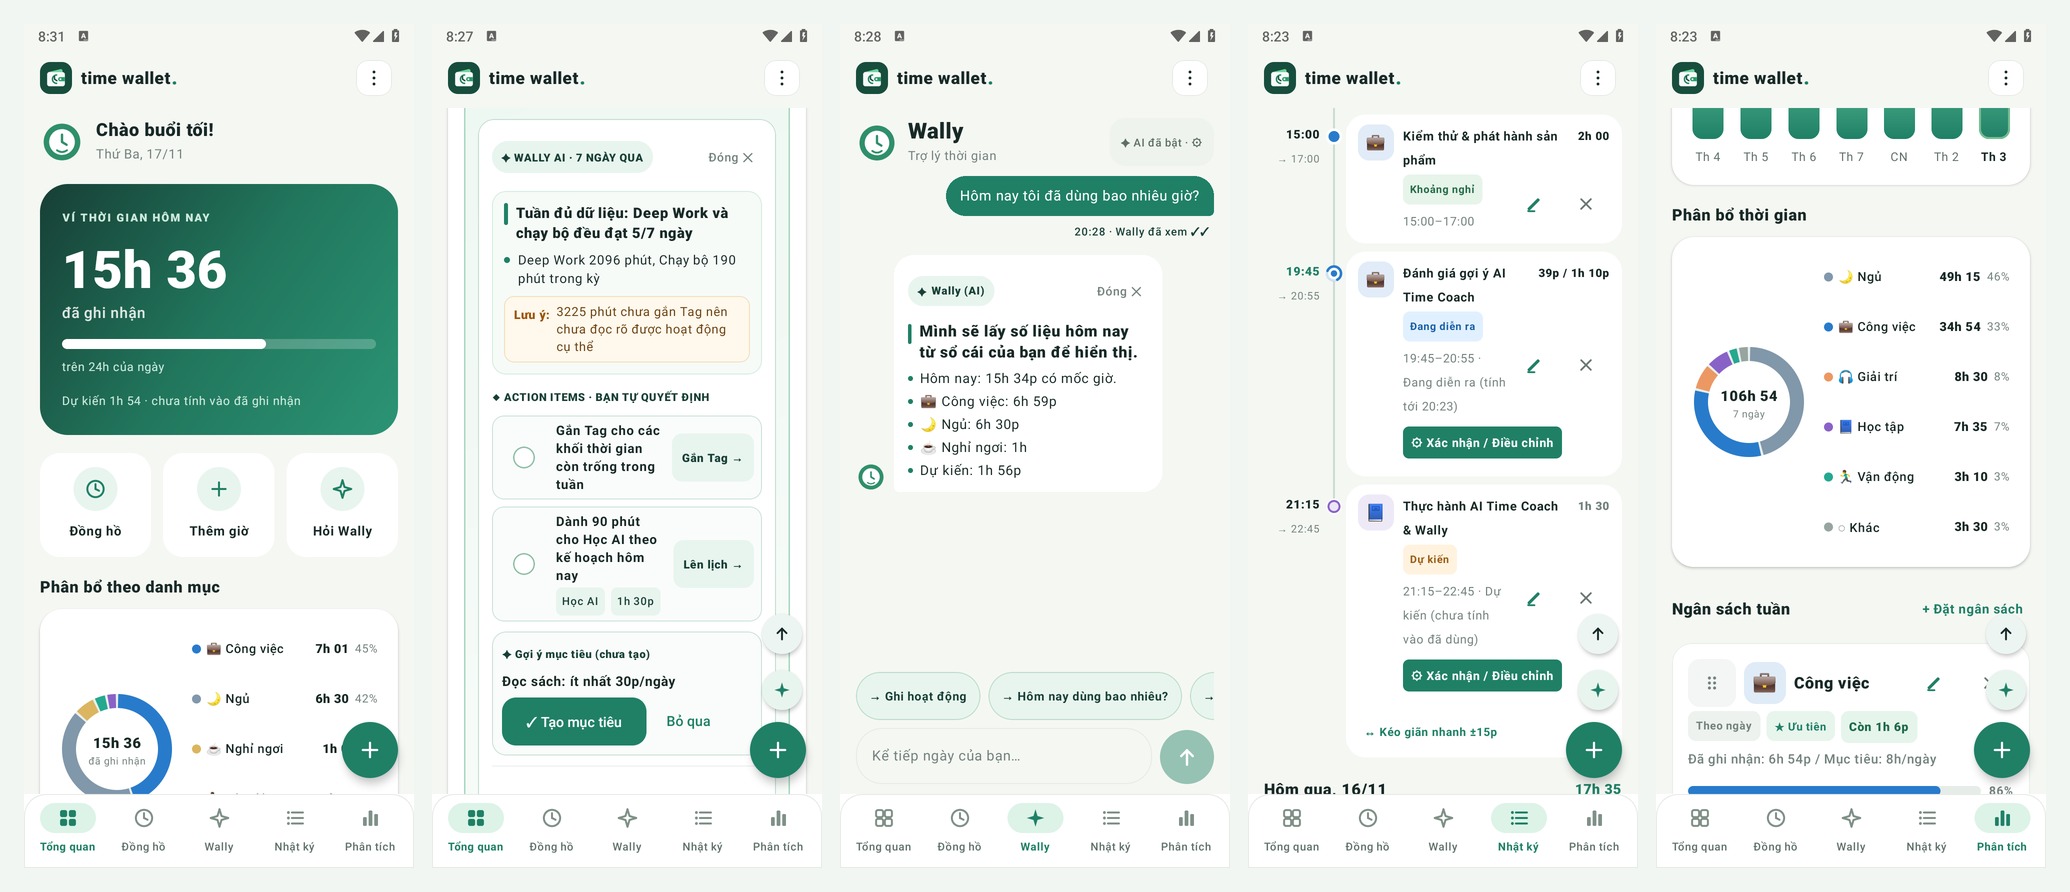 8:31
time wallet.
Chào buổi tối!
Thứ Ba, 17/11
VÍ THỜI GIAN HÔM NAY
15h 36
đã ghi nhận
trên 24h của ngày
Dự kiến 1h 54 · chưa tính vào đã ghi nhận
Đồng hồ
Thêm giờ
Hỏi Wally
Phân bổ theo danh mục
Công việc 7h 01 45%
Ngủ 6h 30 42%
Nghỉ ngơi 1h
15h 36
đã ghi nhận
Tổng quan Đồng hồ Wally Nhật ký Phân tích
8:27
time wallet.
WALLY AI · 7 NGÀY QUA
Đóng ✕
Tuần đủ dữ liệu: Deep Work và
chạy bộ đều đạt 5/7 ngày
• Deep Work 2096 phút, Chạy bộ 190
phút trong kỳ
Lưu ý: 3225 phút chưa gắn Tag nên
chưa đọc rõ được hoạt động
cụ thể
ACTION ITEMS · BẠN TỰ QUYẾT ĐỊNH
Gắn Tag cho các
khối thời gian
còn trống trong
tuần
Gắn Tag →
Dành 90 phút
cho Học AI theo
kế hoạch hôm
nay
Học AI 1h 30p
Lên lịch →
Gợi ý mục tiêu (chưa tạo)
Đọc sách: ít nhất 30p/ngày
✓ Tạo mục tiêu
Bỏ qua
Tổng quan Đồng hồ Wally Nhật ký Phân tích
8:28
time wallet.
Wally
Trợ lý thời gian
AI đã bật ·
Hôm nay tôi đã dùng bao nhiêu giờ?
20:28 · Wally đã xem ✓✓
Wally (AI)
Đóng ✕
Mình sẽ lấy số liệu hôm nay
từ sổ cái của bạn để hiển thị.
• Hôm nay: 15h 34p có mốc giờ.
• Công việc: 6h 59p
• Ngủ: 6h 30p
• Nghỉ ngơi: 1h
• Dự kiến: 1h 56p
→ Ghi hoạt động
→ Hôm nay dùng bao nhiêu?
→
Kể tiếp ngày của bạn…
Tổng quan Đồng hồ Wally Nhật ký Phân tích
8:23
time wallet.
15:00
→ 17:00
Kiểm thử & phát hành sản
phẩm
2h 00
Khoảng nghỉ
15:00–17:00
19:45
→ 20:55
Đánh giá gợi ý AI
Time Coach
39p / 1h 10p
Đang diễn ra
19:45–20:55 ·
Đang diễn ra (tính
tới 20:23)
Xác nhận / Điều chỉnh
21:15
→ 22:45
Thực hành AI Time Coach
& Wally
1h 30
Dự kiến
21:15–22:45 · Dự
kiến (chưa tính
vào đã dùng)
Xác nhận / Điều chỉnh
↔ Kéo giãn nhanh ±15p
Hôm qua, 16/11 17h 35
Tổng quan Đồng hồ Wally Nhật ký Phân tích
8:23
time wallet.
Th 4 Th 5 Th 6 Th 7 CN Th 2 Th 3
Phân bổ thời gian
Ngủ 49h 15 46%
Công việc 34h 54 33%
Giải trí 8h 30 8%
Học tập 7h 35 7%
Vận động 3h 10 3%
Khác 3h 30 3%
106h 54
7 ngày
Ngân sách tuần
+ Đặt ngân sách
Công việc
Theo ngày
★ Ưu tiên
Còn 1h 6p
Đã ghi nhận: 6h 54p / Mục tiêu: 8h/ngày
86%
Tổng quan Đồng hồ Wally Nhật ký Phân tích